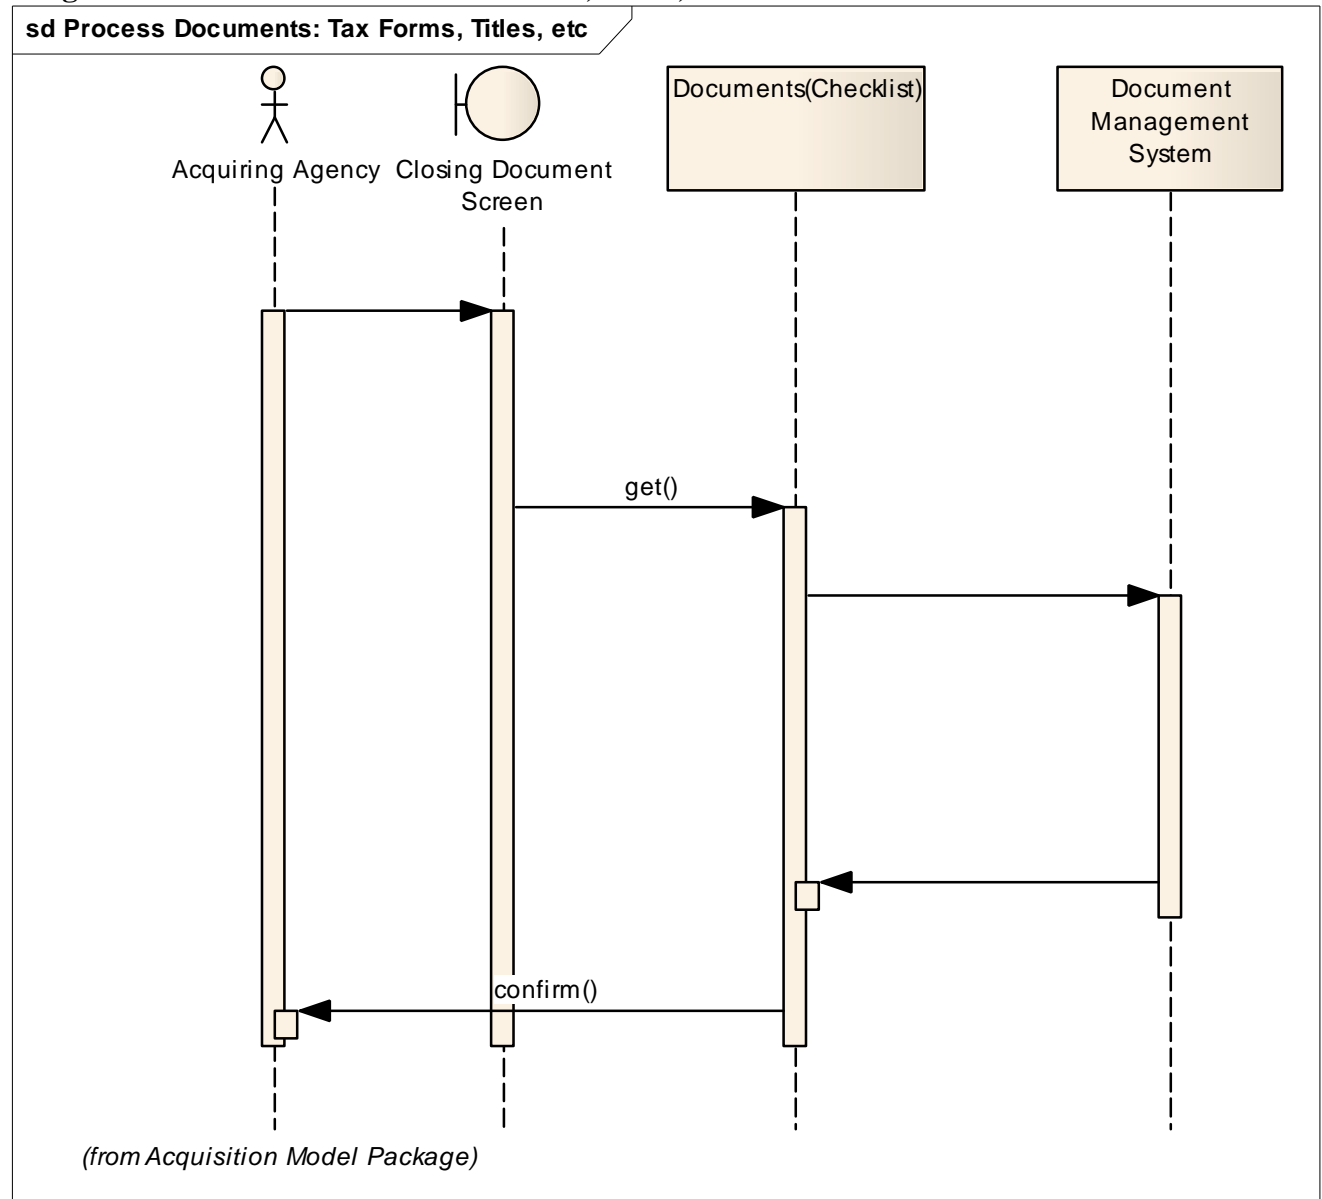 sd Process Documents: Tax Forms, Titles, etc
Acquiring Agency
Closing Document
Screen
Documents(Checklist)
Document
Management
System
get()
confirm()
(from Acquisition Model Package)